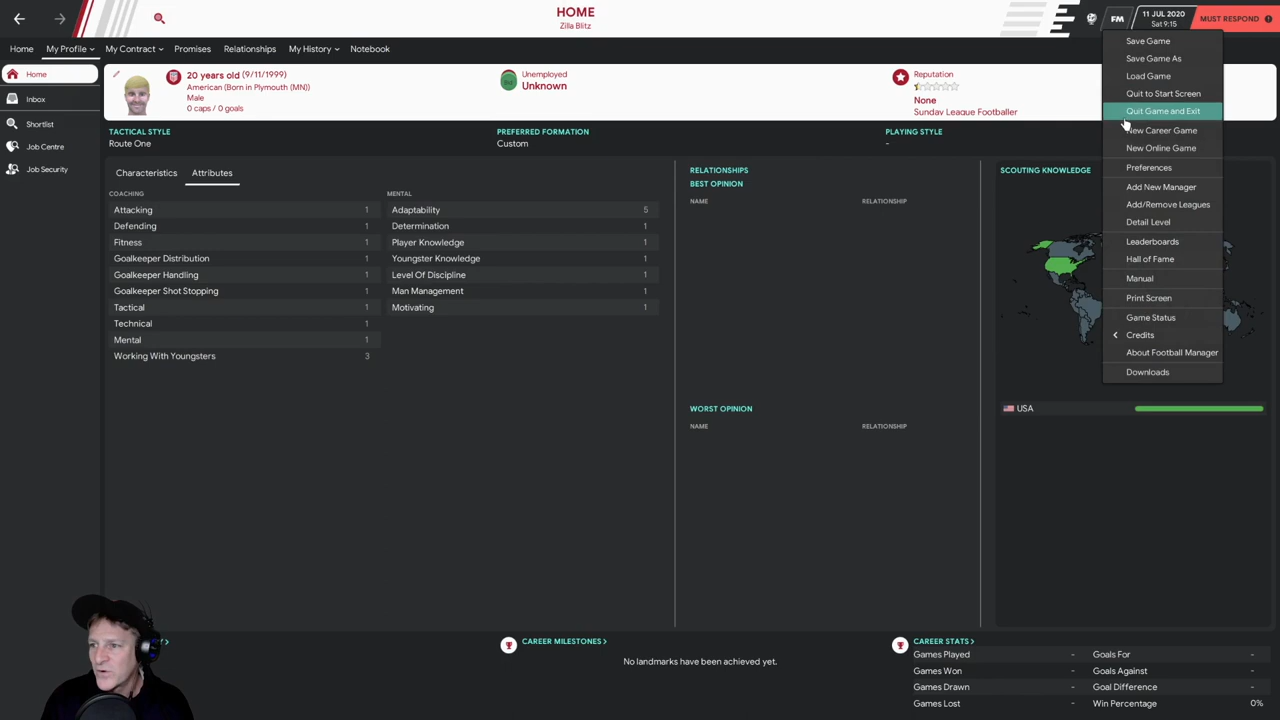 HOME
Zilla Blitz
FM
11 JUL 2020
Sat 9:15
MUST RESPOND
Home
My Profile
My Contract
Promises
Relationships
My History
Notebook
Home
Inbox
Shortlist
Job Centre
Job Security
20 years old (9/11/1999)
American (Born in Plymouth (MN))
Male
0 caps / 0 goals
Unemployed
Unknown
Reputation
None
Sunday League Footballer
TACTICAL STYLE
Route One
PREFERRED FORMATION
Custom
PLAYING STYLE
-
Characteristics
Attributes
COACHING
Attacking 1
Defending 1
Fitness 1
Goalkeeper Distribution 1
Goalkeeper Handling 1
Goalkeeper Shot Stopping 1
Tactical 1
Technical 1
Mental 1
Working With Youngsters 3
MENTAL
Adaptability 5
Determination 1
Player Knowledge 1
Youngster Knowledge 1
Level Of Discipline 1
Man Management 1
Motivating 1
RELATIONSHIPS
BEST OPINION
NAME RELATIONSHIP
WORST OPINION
NAME RELATIONSHIP
SCOUTING KNOWLEDGE
USA
Save Game
Save Game As
Load Game
Quit to Start Screen
Quit Game and Exit
New Career Game
New Online Game
Preferences
Add New Manager
Add/Remove Leagues
Detail Level
Leaderboards
Hall of Fame
Manual
Print Screen
Game Status
Credits
About Football Manager
Downloads
CAREER MILESTONES
No landmarks have been achieved yet.
CAREER STATS
Games Played - Goals For -
Games Won - Goals Against -
Games Drawn - Goal Difference -
Games Lost - Win Percentage 0%